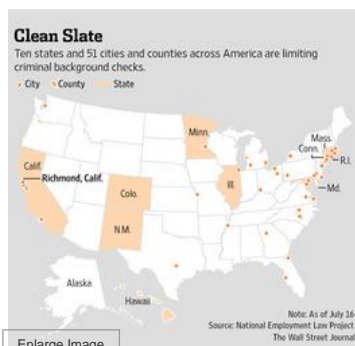 Clean Slate
Ten states and 51 cities and counties across America are limiting
criminal background checks.
City County State
Minn.
Mass.
Conn.
R.I.
Calif.
Richmond, Calif.
Colo.
Ill.
Md.
N.M.
Alaska
Hawaii
Note: As of July 16
Source: National Employment Law Project
The Wall Street Journal
Enlarge Image